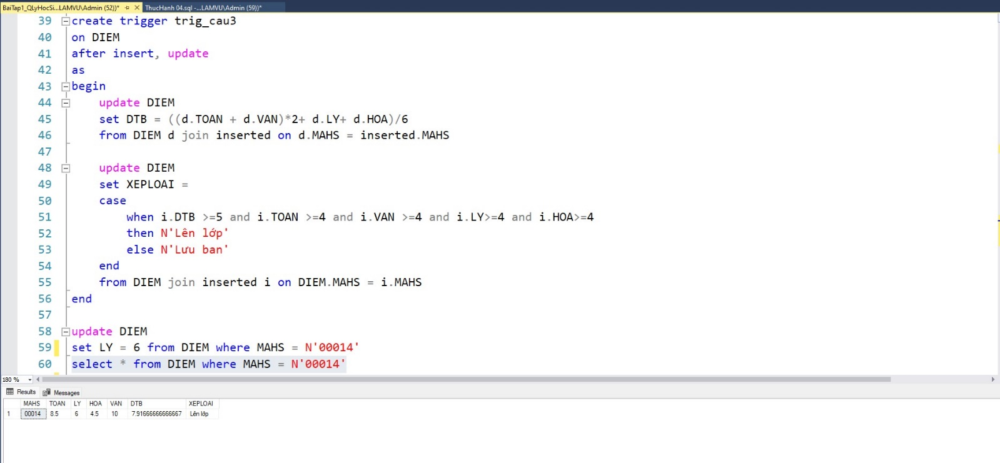 BaiTap1_QLyHocSi...LAMVU\Admin (52))* ThucHanh 04.sql -...LAMVU\Admin (59))*
39 create trigger trig_cau3
40 on DIEM
41 after insert, update
42 as
43 begin
44 update DIEM
45 set DTB = ((d.TOAN + d.VAN)*2+ d.LY+ d.HOA)/6
46 from DIEM d join inserted on d.MAHS = inserted.MAHS
47
48 update DIEM
49 set XEPLOAI =
50 case
51 when i.DTB >=5 and i.TOAN >=4 and i.VAN >=4 and i.LY>=4 and i.HOA>=4
52 then N'Lên lớp'
53 else N'Lưu ban'
54 end
55 from DIEM join inserted i on DIEM.MAHS = i.MAHS
56 end
57
58 update DIEM
59 set LY = 6 from DIEM where MAHS = N'00014'
60 select * from DIEM where MAHS = N'00014'
180 %
Results Messages
MAHS TOAN LY HOA VAN DTB XEPLOAI
1 00014 8.5 6 4.5 10 7.91666666666667 Lên lớp